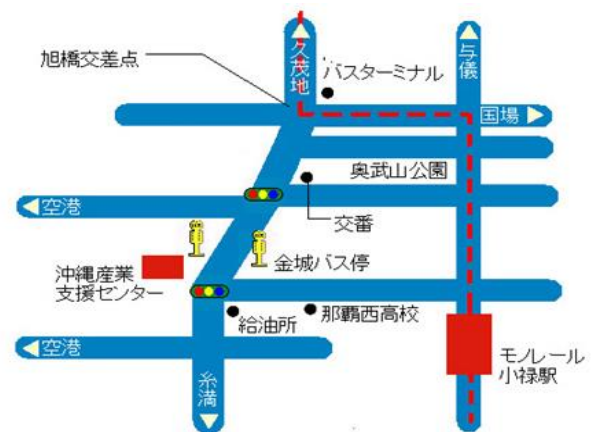 久茂地
与儀
旭橋交差点
バスターミナル
国場
奥武山公園
空港
交番
金城バス停
沖縄産業
支援センター
給油所
那覇西高校
空港
糸満
モノレール
小禄駅